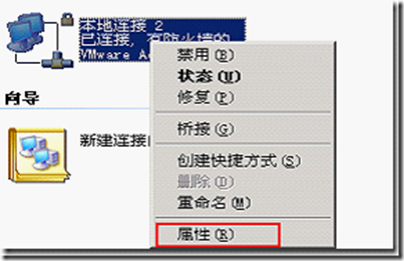 本地连接 2
已连接, 有防火墙的
VMware Ac
禁用(B)
状态(U)
修复(P)
向导
桥接(G)
新建连接向
创建快捷方式(S)
删除(D)
重命名(M)
属性(R)